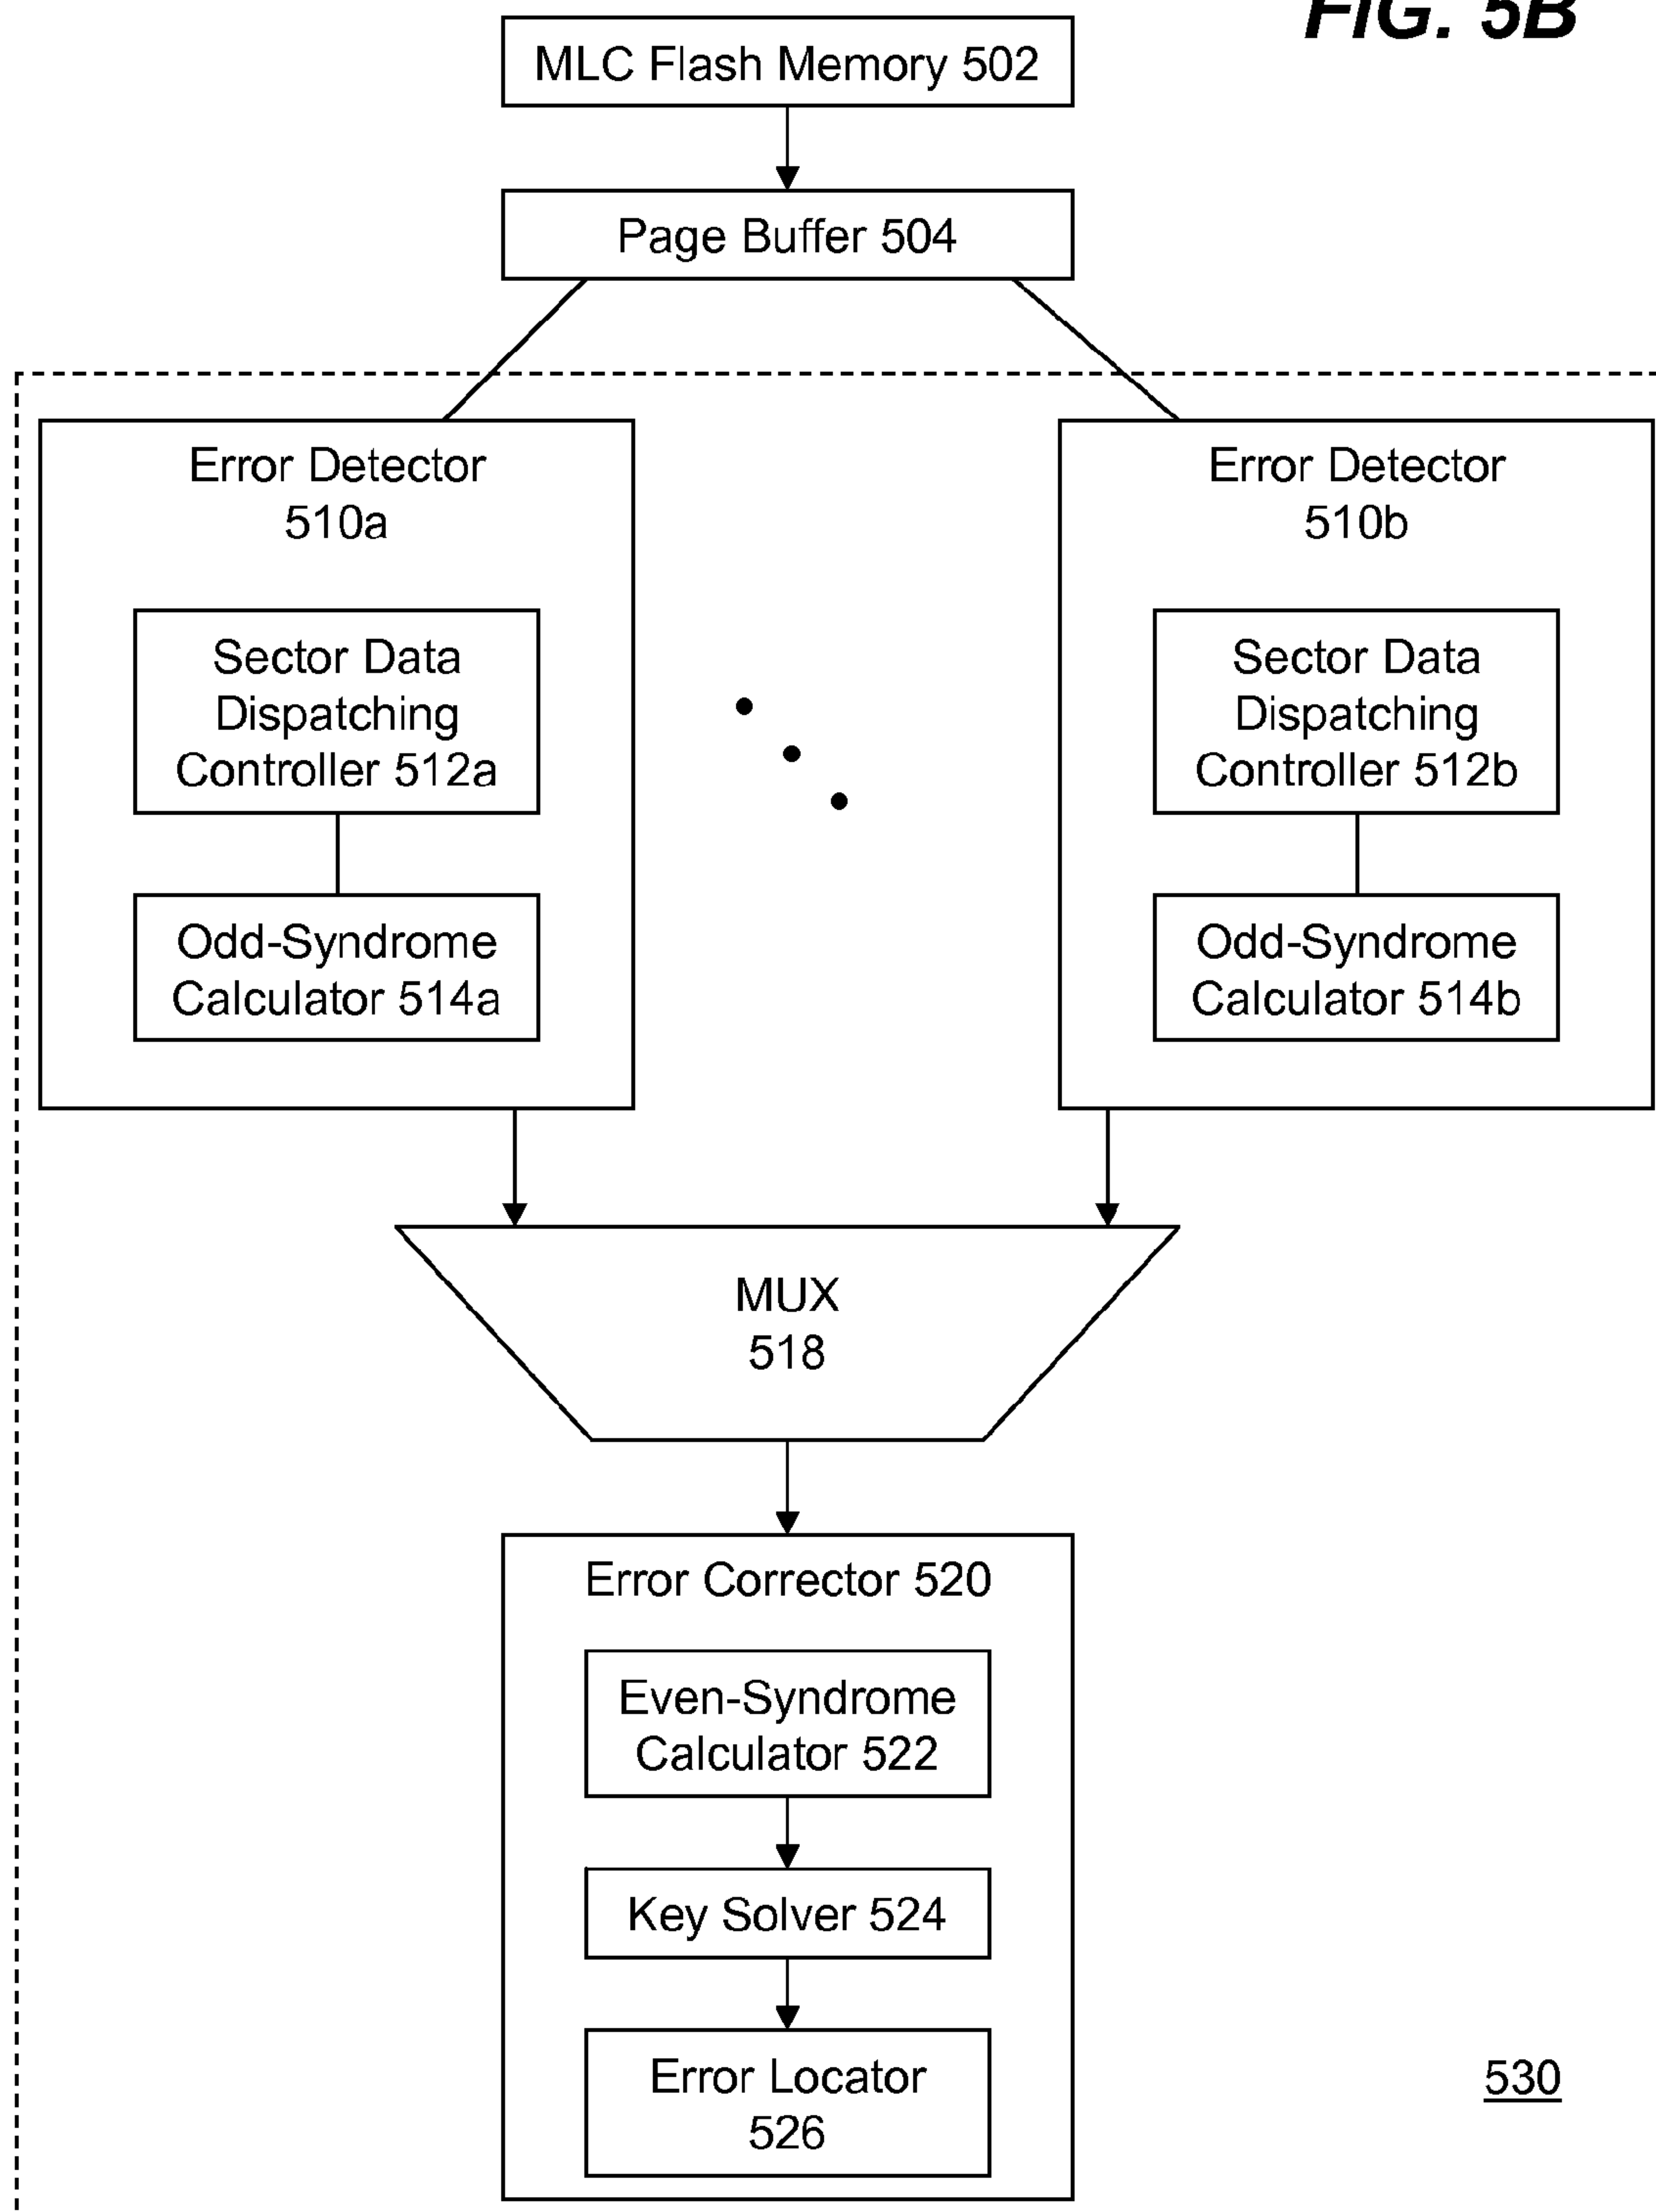 FIG. 5B
MLC Flash Memory 502
Page Buffer 504
Error Detector
510a
Sector Data
Dispatching
Controller 512a
Odd-Syndrome
Calculator 514a
Error Detector
510b
Sector Data
Dispatching
Controller 512b
Odd-Syndrome
Calculator 514b
MUX
518
Error Corrector 520
Even-Syndrome
Calculator 522
Key Solver 524
Error Locator
526
530